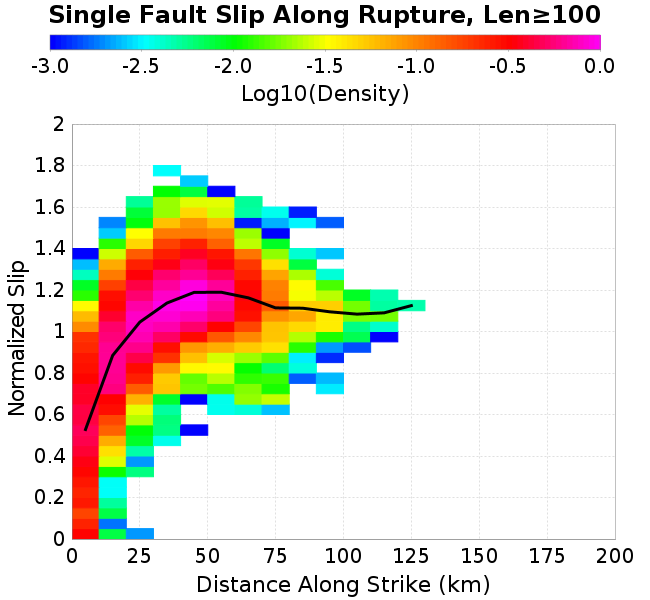 Single Fault Slip Along Rupture, Len≥100
-3.0 -2.5 -2.0 -1.5 -1.0 -0.5 0.0
Log10(Density)
2
1.8
1.6
1.4
1.2
1
0.8
0.6
0.4
0.2
0
Normalized Slip
0 25 50 75 100 125 150 175 200
Distance Along Strike (km)